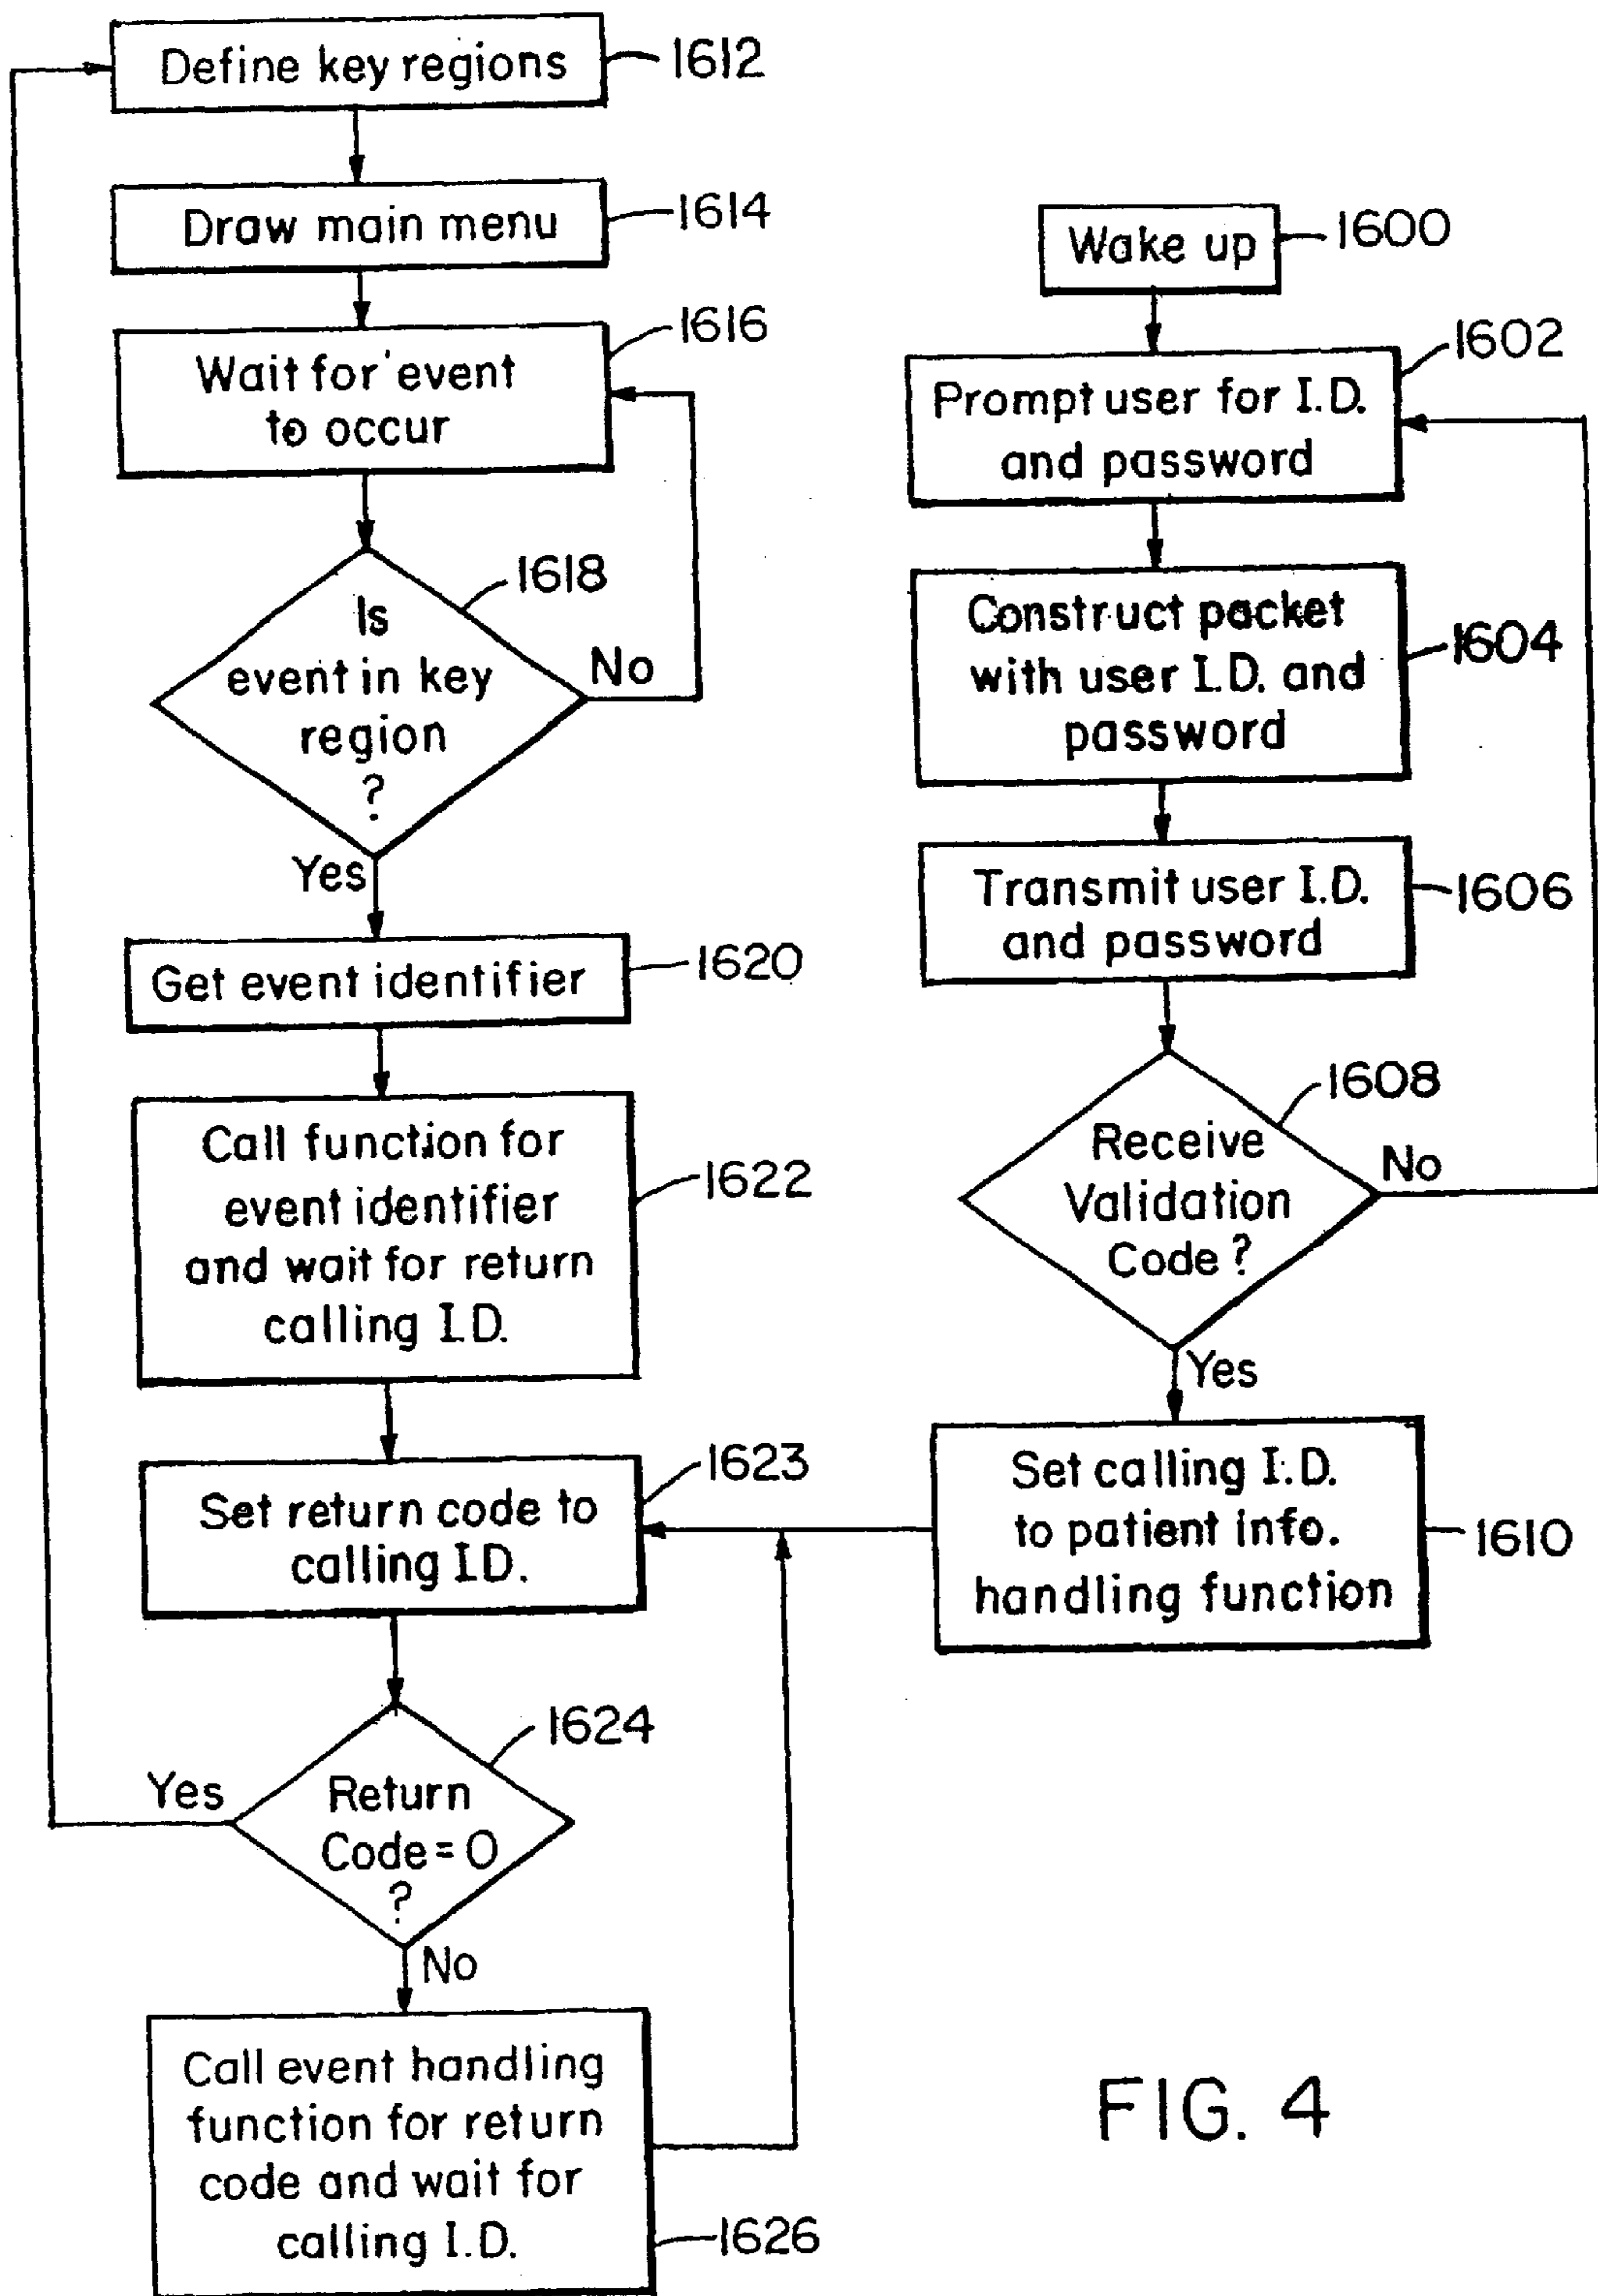 Define key regions
1612
Draw main menu
1614
Wait for event
to occur
1616
Is
event in key
region
?
1618
No
Yes
Get event identifier
1620
Call function for
event identifier
and wait for return
calling I.D.
1622
Set return code to
calling I.D.
1623
Return
Code = 0
?
1624
Yes
No
Call event handling
function for return
code and wait for
calling I.D.
1626
Wake up
1600
Prompt user for I.D.
and password
1602
Construct packet
with user I.D. and
password
1604
Transmit user I.D.
and password
1606
Receive
Validation
Code?
1608
No
Yes
Set calling I.D.
to patient info.
handling function
1610
FIG. 4